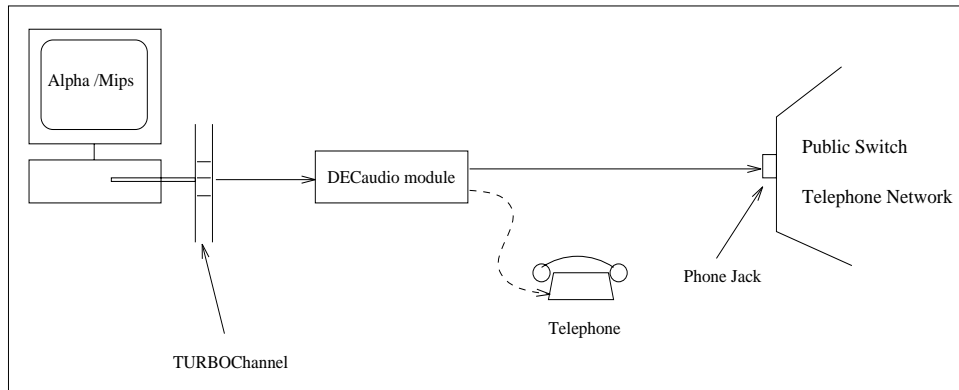 Alpha /Mips
Public Switch
DECaudio module
Telephone Network
Phone Jack
Telephone
TURBOChannel